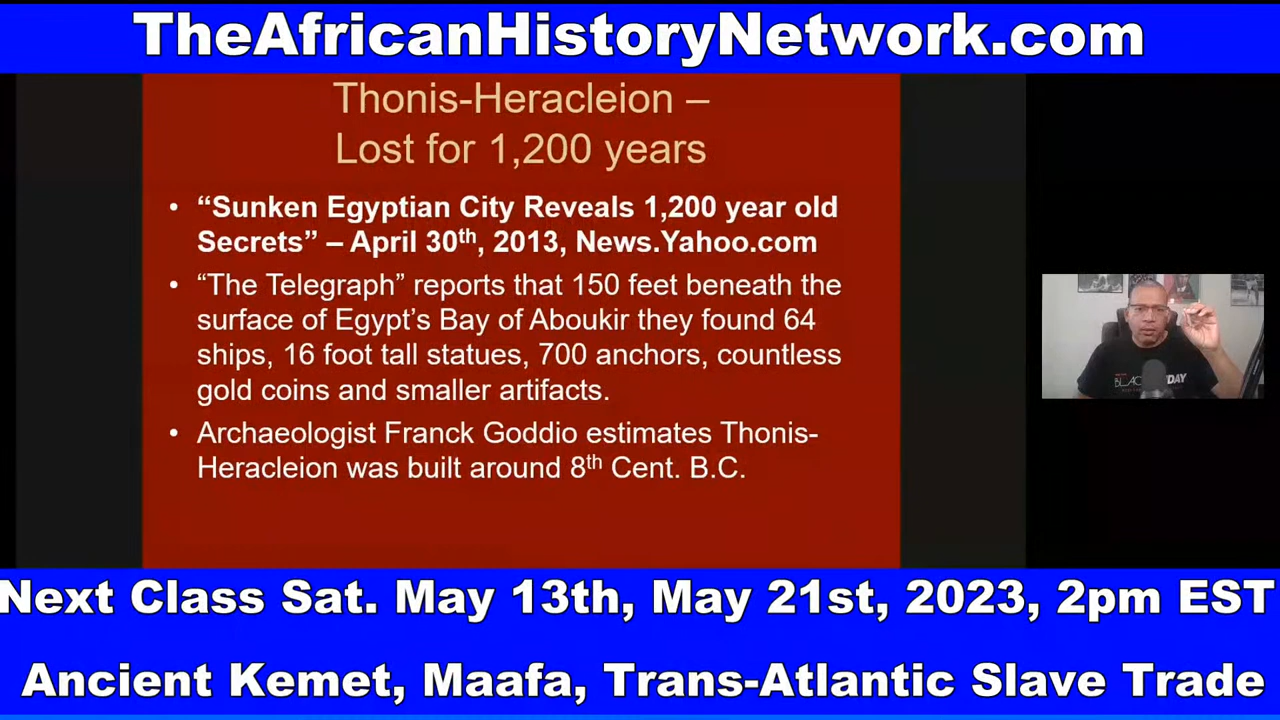 TheAfricanHistoryNetwork.com
Thonis-Heracleion –
Lost for 1,200 years
• “Sunken Egyptian City Reveals 1,200 year old
Secrets” – April 30th, 2013, News.Yahoo.com
• “The Telegraph” reports that 150 feet beneath the
surface of Egypt’s Bay of Aboukir they found 64
ships, 16 foot tall statues, 700 anchors, countless
gold coins and smaller artifacts.
• Archaeologist Franck Goddio estimates Thonis-
Heracleion was built around 8th Cent. B.C.
Next Class Sat. May 13th, May 21st, 2023, 2pm EST
Ancient Kemet, Maafa, Trans-Atlantic Slave Trade